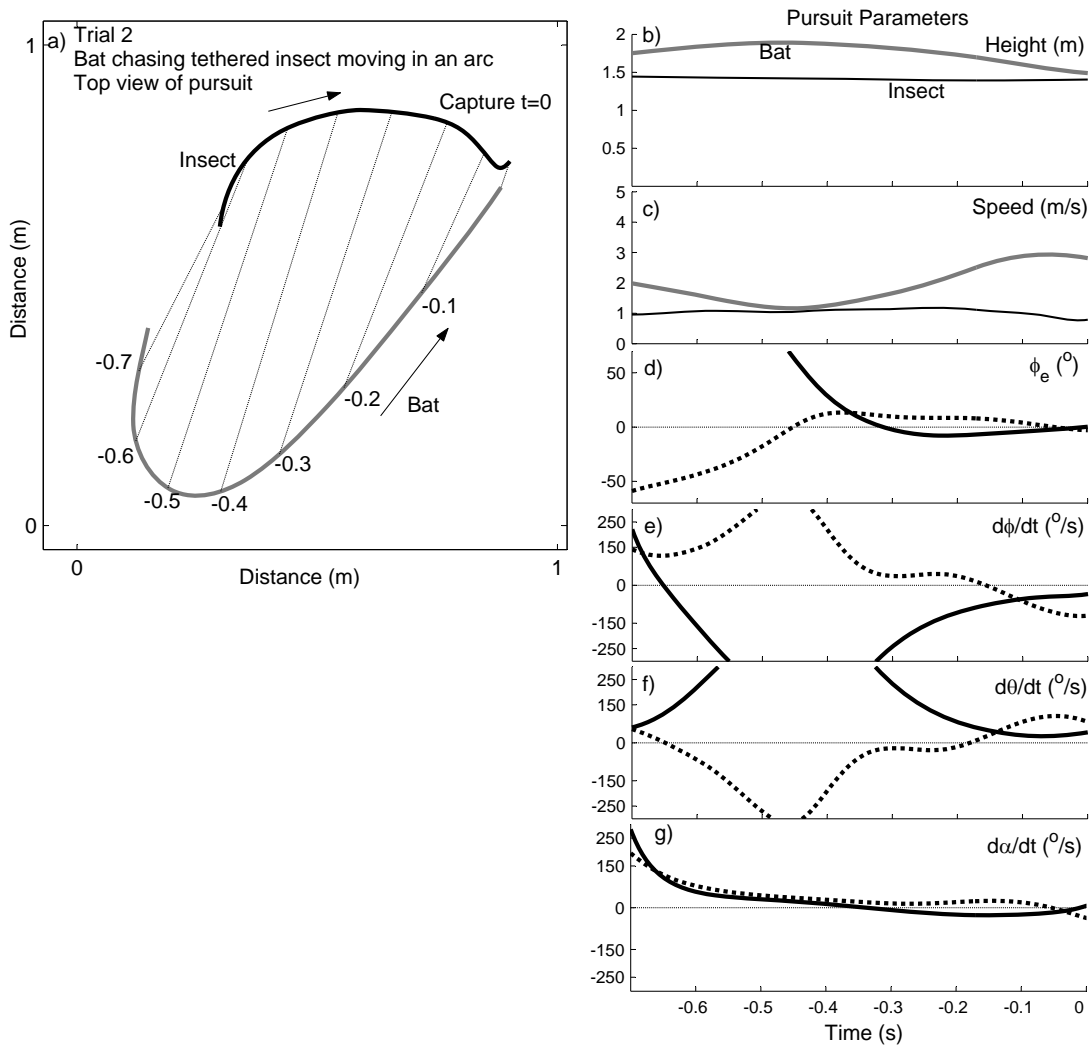 a) Trial 2
Bat chasing tethered insect moving in an arc
Top view of pursuit
Capture t=0
Insect
Bat
-0.7
-0.6
-0.5
-0.4
-0.3
-0.2
-0.1
1
0
0
1
Distance (m)
Distance (m)
Pursuit Parameters
b)
Bat
Height (m)
Insect
2
1.5
1
0.5
c)
Speed (m/s)
5
4
3
2
1
0
d)
ϕe (o)
50
0
-50
e)
dϕ/dt (o/s)
250
150
0
-150
-250
f)
dθ/dt (o/s)
250
150
0
-150
-250
g)
dα/dt (o/s)
250
150
0
-150
-250
-0.6
-0.5
-0.4
-0.3
-0.2
-0.1
0
Time (s)